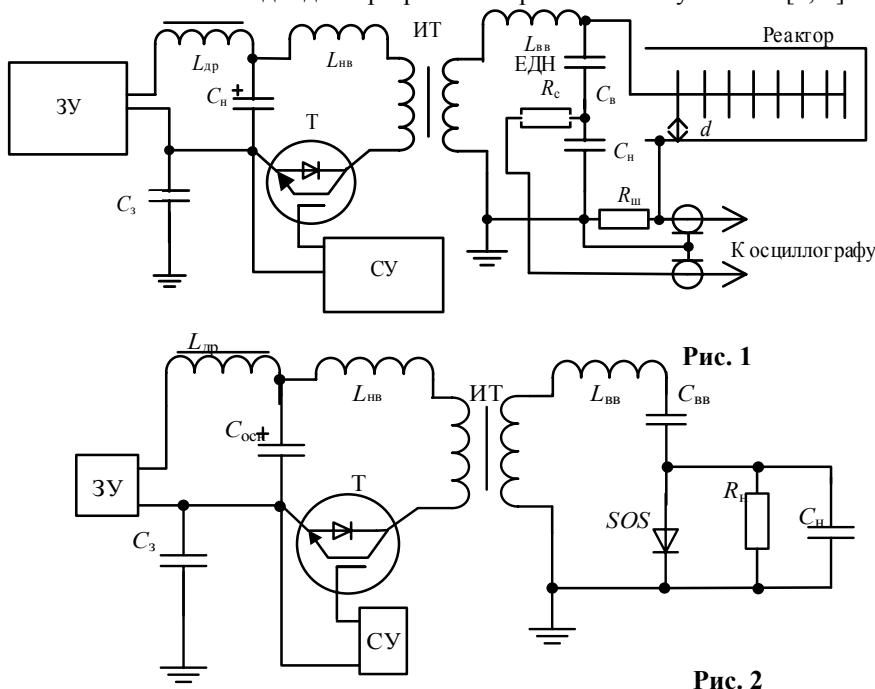 ИТ
Lдр
Lнв
Lвв
Реактор
ЕДН
Rс
Cв
ЗУ
Cн
Т
d
Cн
Cз
Rш
СУ
К осциллографу
Рис. 1
Lдр
Lнв
ИТ
Lвв
Cвв
Cосн
ЗУ
Т
Rн
SOS
Cн
Cз
СУ
Рис. 2